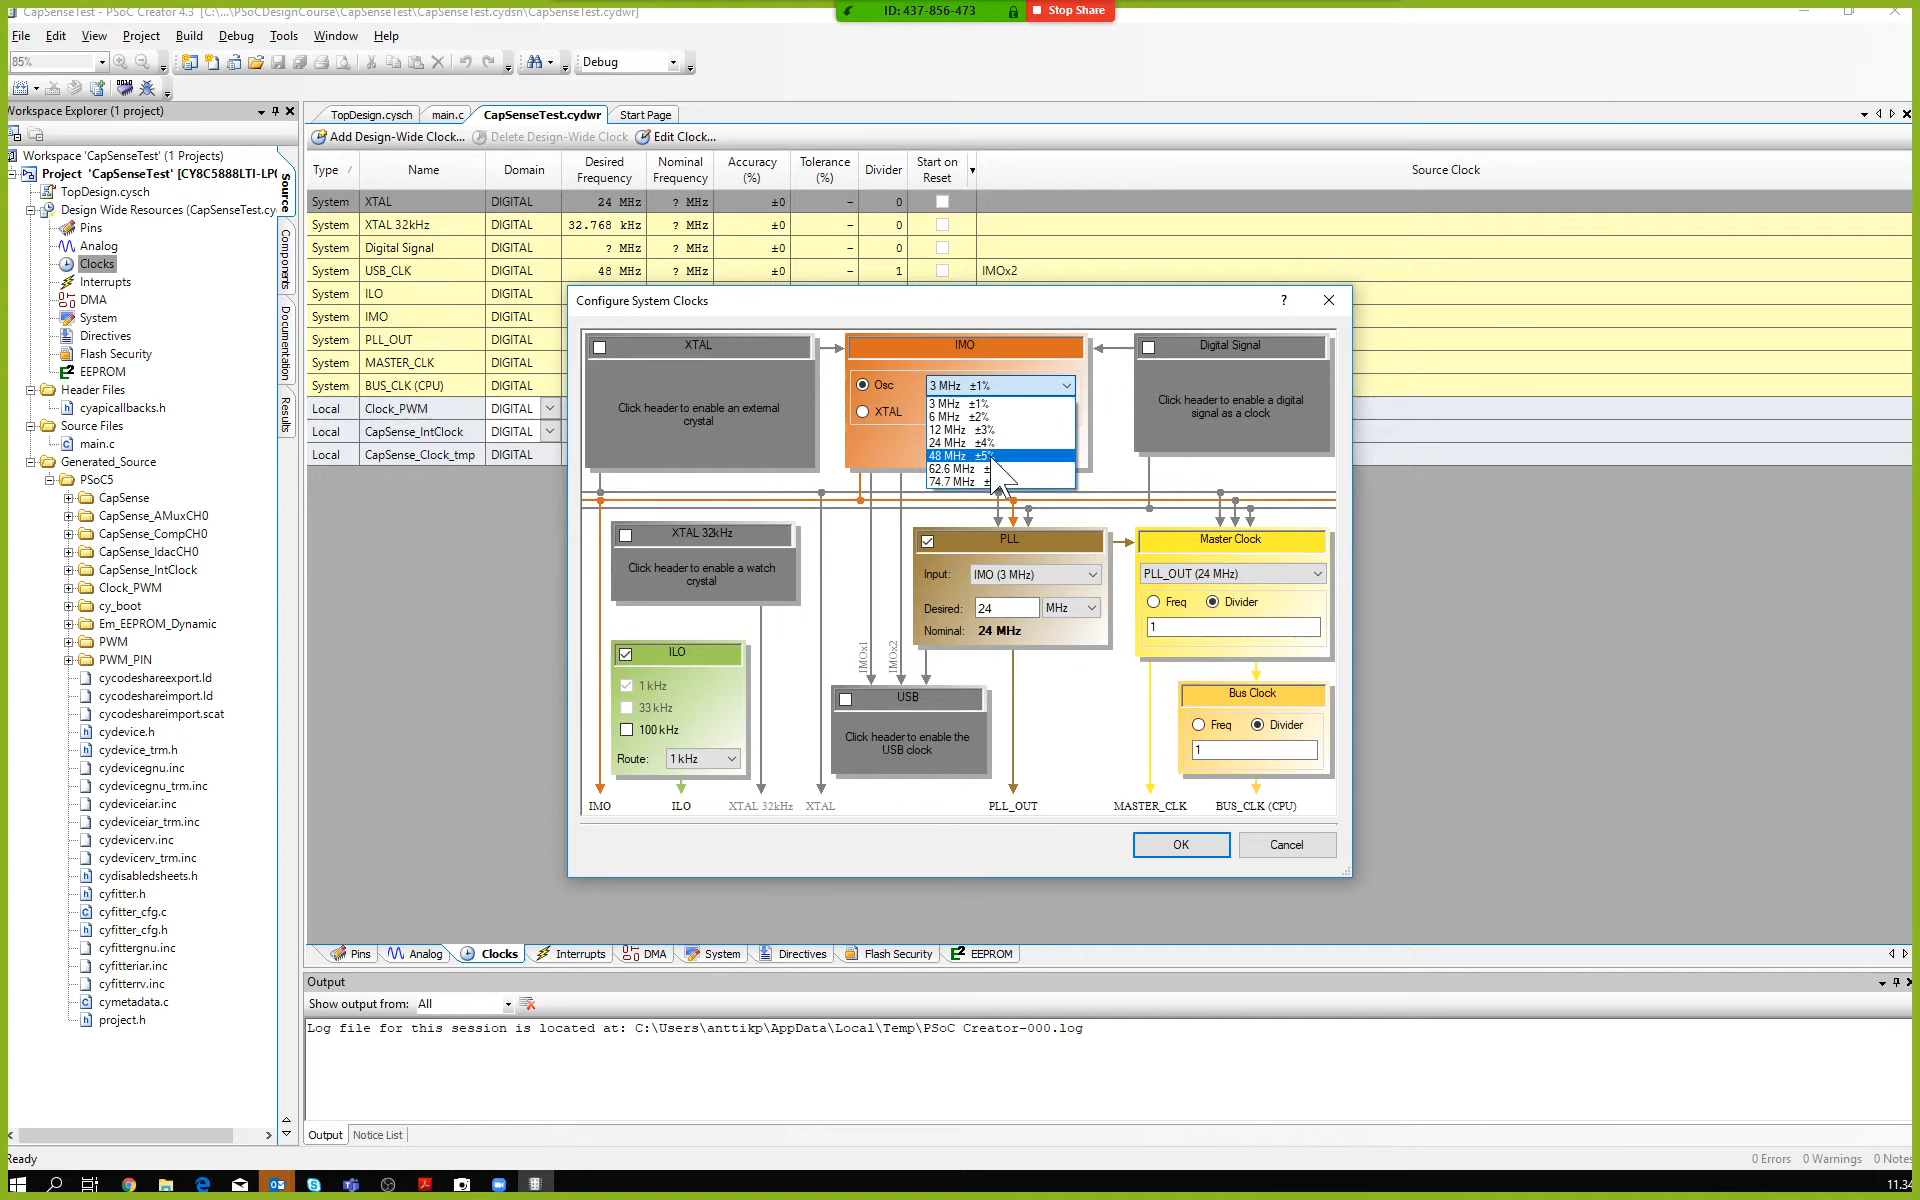 CapSenseTest - PSoC Creator 4.3 [C:\...\PSoCDesignCourse\CapSenseTest\CapSenseTest.cydsn\CapSenseTest.cydwr]
ID: 437-856-473
Stop Share
File Edit View Project Build Debug Tools Window Help
85%
Debug
Workspace Explorer (1 project)
TopDesign.cysch main.c CapSenseTest.cydwr Start Page
Add Design-Wide Clock... Delete Design-Wide Clock Edit Clock...
Type Name Domain Desired Frequency Nominal Frequency Accuracy (%) Tolerance (%) Divider Start on Reset Source Clock
System XTAL DIGITAL 24 MHz ? MHz ±0 - 0
System XTAL 32kHz DIGITAL 32.768 kHz ? MHz ±0 - 0
System Digital Signal DIGITAL ? MHz ? MHz ±0 - 0
System USB_CLK DIGITAL 48 MHz ? MHz ±0 - 1 IMOx2
System ILO DIGITAL
System IMO DIGITAL
System PLL_OUT DIGITAL
System MASTER_CLK DIGITAL
System BUS_CLK (CPU) DIGITAL
Local Clock_PWM DIGITAL
Local CapSense_IntClock DIGITAL
Local CapSense_Clock_tmp DIGITAL
Workspace 'CapSenseTest' (1 Projects)
Project 'CapSenseTest' [CY8C5888LTI-LP0
TopDesign.cysch
Design Wide Resources (CapSenseTest.cy
Pins
Analog
Clocks
Interrupts
DMA
System
Directives
Flash Security
EEPROM
Header Files
cyapicallbacks.h
Source Files
main.c
Generated_Source
PSoC5
CapSense
CapSense_AMuxCH0
CapSense_CompCH0
CapSense_IdacCH0
CapSense_IntClock
Clock_PWM
cy_boot
Em_EEPROM_Dynamic
PWM
PWM_PIN
cycodeshareexport.ld
cycodeshareimport.ld
cycodeshareimport.scat
cydevice.h
cydevice_trm.h
cydevicegnu.inc
cydevicegnu_trm.inc
cydeviceiar.inc
cydeviceiar_trm.inc
cydevicerv.inc
cydevicerv_trm.inc
cydisabledsheets.h
cyfitter.h
cyfitter_cfg.c
cyfitter_cfg.h
cyfittergnu.inc
cyfitteriar.inc
cyfitterrv.inc
cymetadata.c
project.h
Source
Components
Documentation
Results
Configure System Clocks
XTAL
Click header to enable an external
crystal
IMO
Osc
3 MHz ±1%
XTAL
3 MHz ±1%
6 MHz ±2%
12 MHz ±3%
24 MHz ±4%
48 MHz ±5%
62.6 MHz ±
74.7 MHz ±
Digital Signal
Click header to enable a digital
signal as a clock
XTAL 32kHz
Click header to enable a watch
crystal
PLL
Input: IMO (3 MHz)
Desired: 24 MHz
Nominal: 24 MHz
Master Clock
PLL_OUT (24 MHz)
Freq Divider
1
ILO
1 kHz
33 kHz
100 kHz
Route: 1 kHz
IMOx1
IMOx2
USB
Click header to enable the
USB clock
Bus Clock
Freq Divider
1
IMO ILO XTAL 32kHz XTAL PLL_OUT MASTER_CLK BUS_CLK (CPU)
OK Cancel
Pins Analog Clocks Interrupts DMA System Directives Flash Security EEPROM
Output
Show output from: All
Log file for this session is located at: C:\Users\anttikp\AppData\Local\Temp\PSoC Creator-000.log
Output Notice List
Ready
0 Errors 0 Warnings 0 Notes
11.34